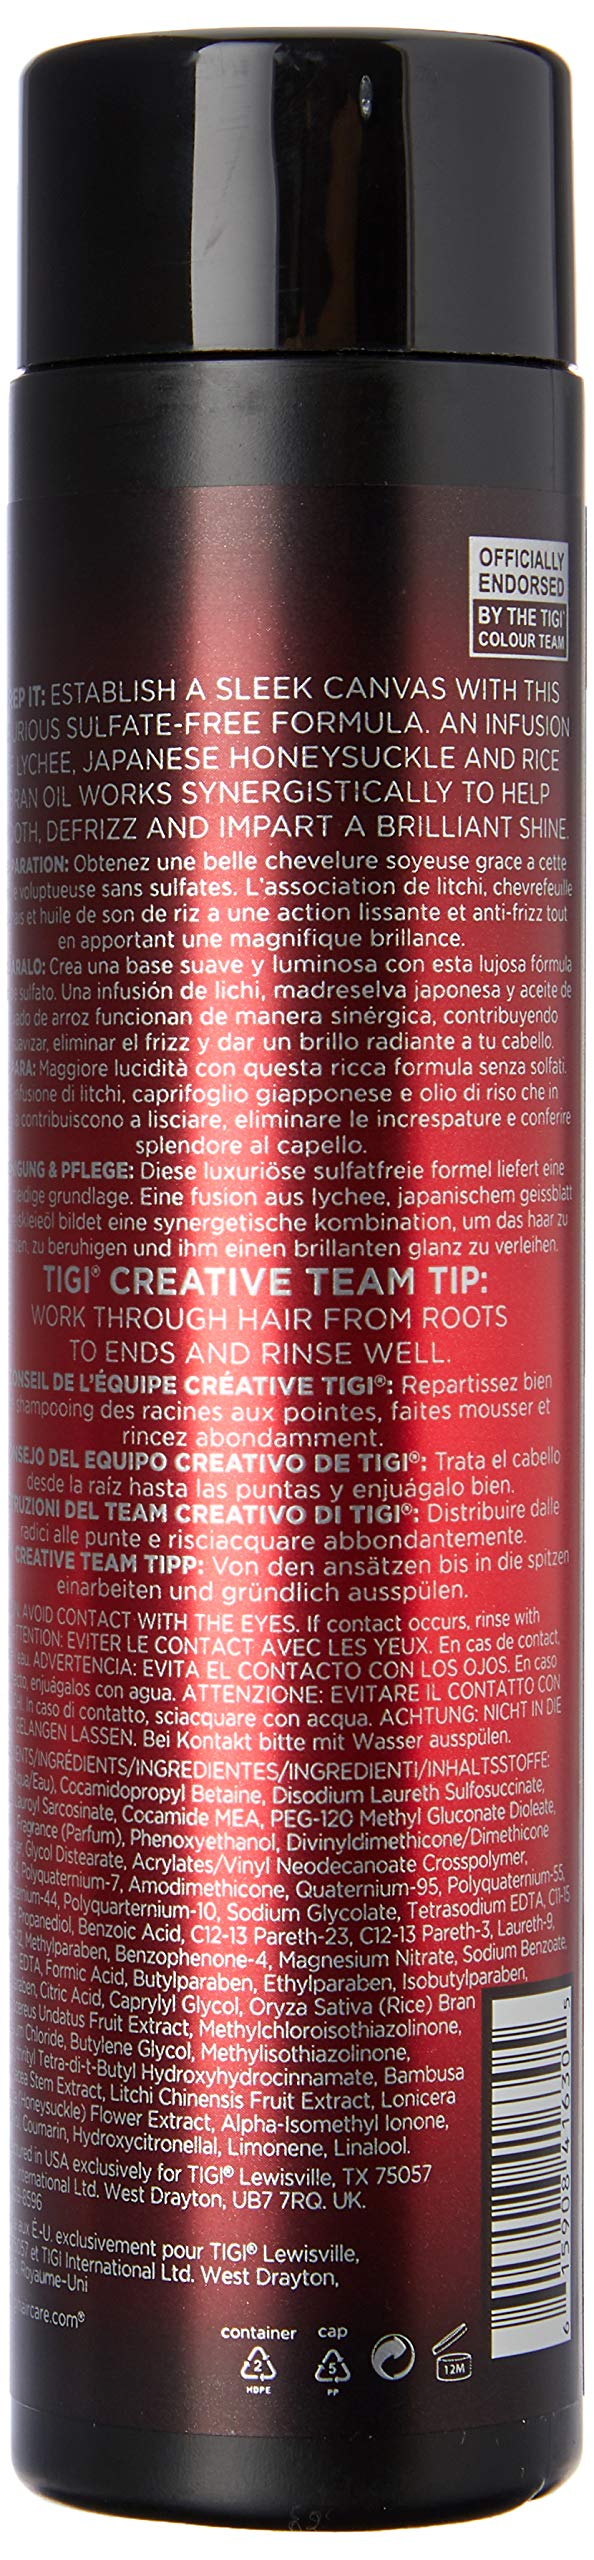 OFFICIALLY
ENDORSED
BY THE TIGI®
COLOUR TEAM
IT: ESTABLISH A SLEEK CANVAS WITH THIS
SULFATE-FREE FORMULA. AN INFUSION
LYCHEE, JAPANESE HONEYSUCKLE AND RICE
OIL WORKS SYNERGISTICALLY TO HELP
DEFRIZZ AND IMPART A BRILLIANT SHINE.
Obtenez une belle chevelure soyeuse grace a cette
voluptueuse sans sulfates. L'association de litchi, chevrefeuille
et huile de son de riz a une action lissante et anti-frizz tout
en apportant une magnifique brillance.
Crea una base suave y luminosa con esta lujosa fórmula
sulfato. Una infusión de lichi, madreselva japonesa y aceite de
de arroz funcionan de manera sinérgica, contribuyendo
eliminar el frizz y dar un brillo radiante a tu cabello.
Maggiore lucidità con questa ricca formula senza solfati.
di litchi, caprifoglio giapponese e olio di riso che in
contribuiscono a lisciare, eliminare le increspature e conferire
splendore al capello.
& PFLEGE: Diese luxuriöse sulfatfreie formel liefert eine
grundlage. Eine fusion aus lychee, japanischem geissblatt
bildet eine synergetische kombination, um das haar zu
zu beruhigen und ihm einen brillanten glanz zu verleihen.
TIGI® CREATIVE TEAM TIP:
WORK THROUGH HAIR FROM ROOTS
TO ENDS AND RINSE WELL.
DE L'ÉQUIPE CRÉATIVE TIGI®: Repartissez bien
shampooing des racines aux pointes, faites mousser et
rincez abondamment.
DEL EQUIPO CREATIVO DE TIGI®: Trata el cabello
desde la raíz hasta las puntas y enjuágalo bien.
DEL TEAM CREATIVO DI TIGI®: Distribuire dalle
radici alle punte e risciacquare abbondantemente.
CREATIVE TEAM TIPP: Von den ansätzen bis in die spitzen
einarbeiten und gründlich ausspülen.
AVOID CONTACT WITH THE EYES. If contact occurs, rinse with
EVITER LE CONTACT AVEC LES YEUX. En cas de contact,
eau. ADVERTENCIA: EVITA EL CONTACTO CON LOS OJOS. En caso
enjuágalos con agua. ATTENZIONE: EVITARE IL CONTATTO CON
In caso di contatto, sciacquare con acqua. ACHTUNG: NICHT IN DIE
GELANGEN LASSEN. Bei Kontakt bitte mit Wasser ausspülen.
/INGRÉDIENTS/INGREDIENTES/INGREDIENTI/INHALTSSTOFFE:
Cocamidopropyl Betaine, Disodium Laureth Sulfosuccinate,
Lauroyl Sarcosinate, Cocamide MEA, PEG-120 Methyl Gluconate Dioleate,
Fragrance (Parfum), Phenoxyethanol, Divinyldimethicone/Dimethicone
Glycol Distearate, Acrylates/Vinyl Neodecanoate Crosspolymer,
Polyquaternium-7, Amodimethicone, Quaternium-95, Polyquaternium-55,
Polyquarternium-10, Sodium Glycolate, Tetrasodium EDTA, C11-15
Propanediol, Benzoic Acid, C12-13 Pareth-23, C12-13 Pareth-3, Laureth-9,
Methylparaben, Benzophenone-4, Magnesium Nitrate, Sodium Benzoate,
EDTA, Formic Acid, Butylparaben, Ethylparaben, Isobutylparaben,
Citric Acid, Caprylyl Glycol, Oryza Sativa (Rice) Bran
Undatus Fruit Extract, Methylchloroisothiazolinone,
Chloride, Butylene Glycol, Methylisothiazolinone,
Tetra-di-t-Butyl Hydroxyhydrocinnamate, Bambusa
Stem Extract, Litchi Chinensis Fruit Extract, Lonicera
(Honeysuckle) Flower Extract, Alpha-Isomethyl Ionone,
Coumarin, Hydroxycitronellal, Limonene, Linalool.
in USA exclusively for TIGI® Lewisville, TX 75057
International Ltd. West Drayton, UB7 7RQ. UK.
8596
aux É-U. exclusivement pour TIGI® Lewisville,
et TIGI International Ltd. West Drayton,
Royaume-Uni
haircare.com®
container cap
2 5 12M
HDPE PP
6 15908 41630 5